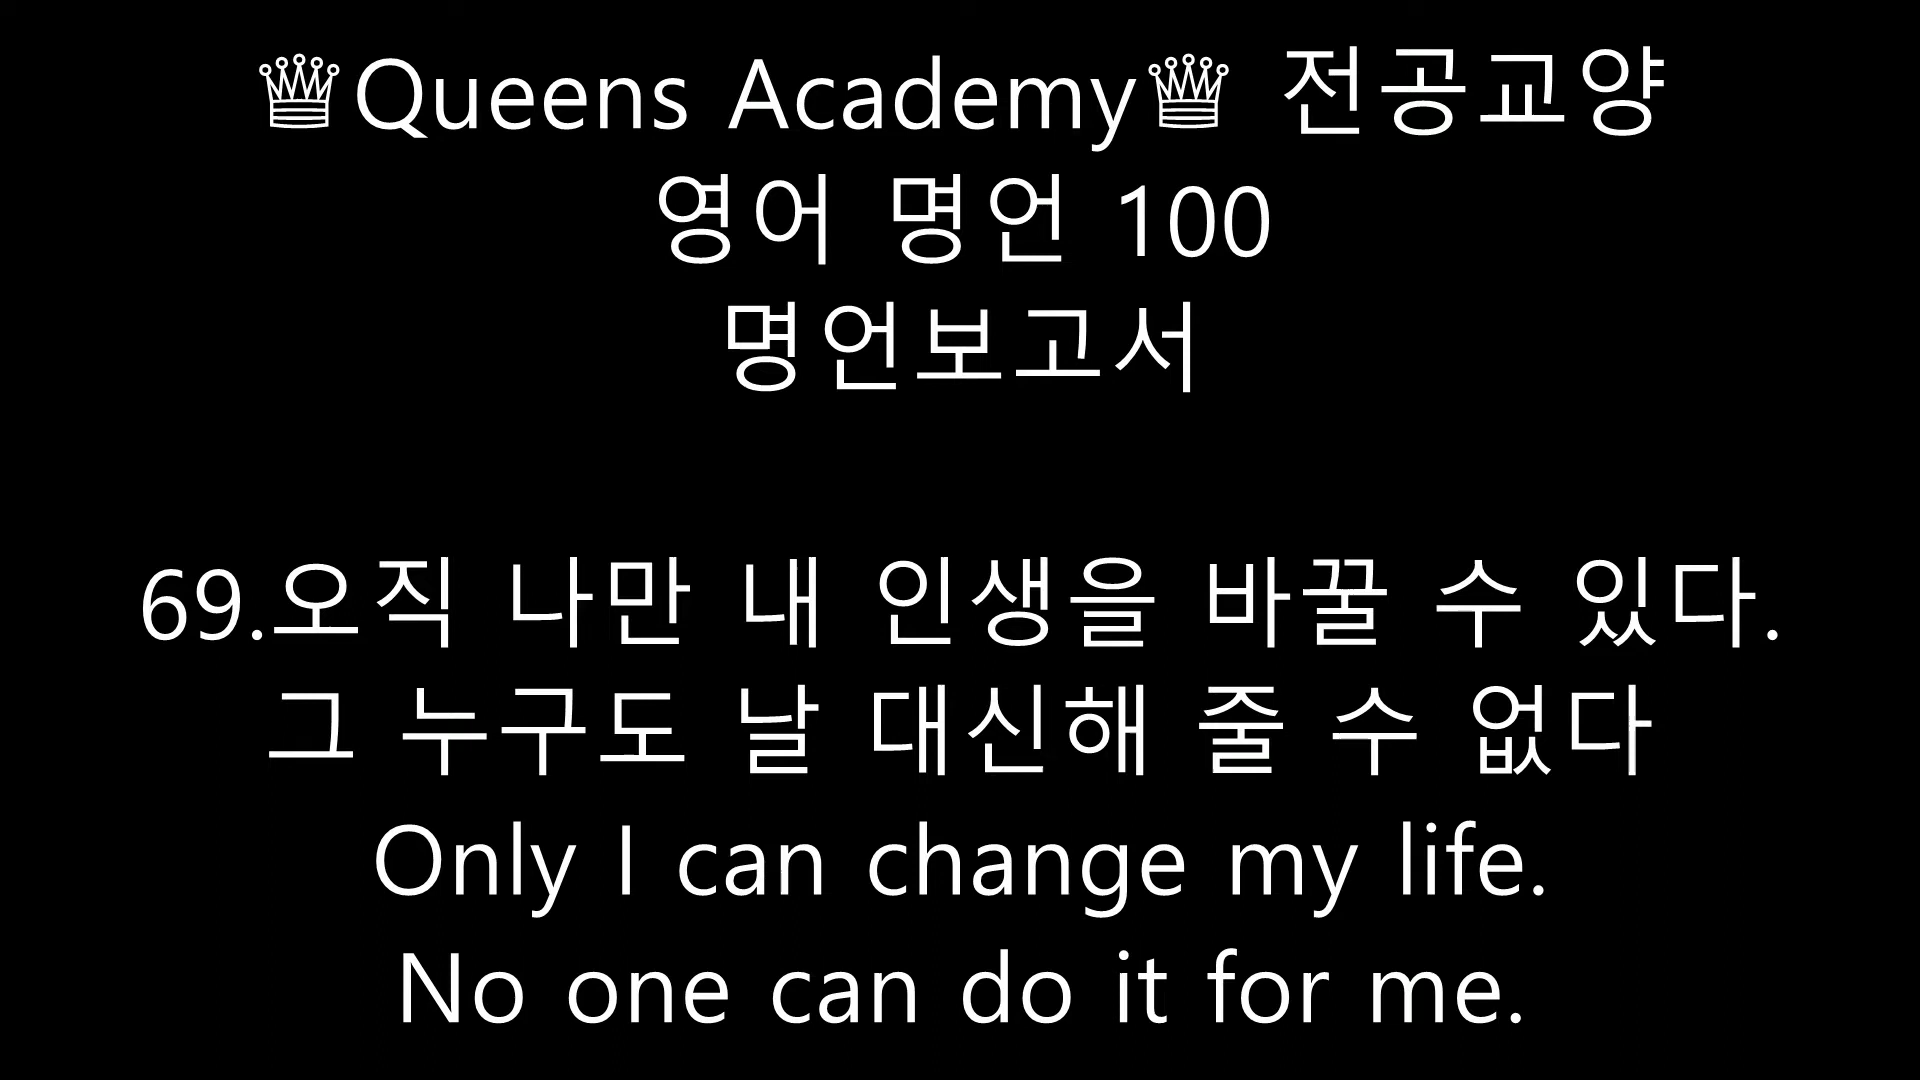 ♕Queens Academy♕ 전공교양
영어 명언 100
명언보고서
69.오직 나만 내 인생을 바꿀 수 있다.
그 누구도 날 대신해 줄 수 없다
Only I can change my life.
No one can do it for me.